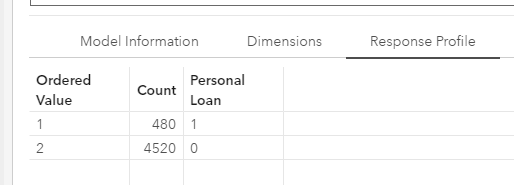 Model Information Dimensions Response Profile
Ordered Value Count Personal Loan
1 480 1
2 4520 0